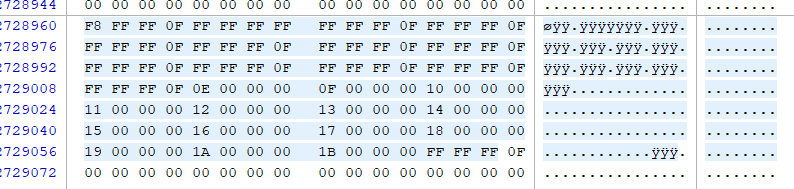 2728944 00 00 00 00 00 00 00 00 00 00 00 00 00 00 00 00 ................ ........
2728960 F8 FF FF 0F FF FF FF FF FF FF FF 0F FF FF FF 0F øÿÿ.ÿÿÿÿÿÿÿ.ÿÿÿ. ........
2728976 FF FF FF 0F FF FF FF 0F FF FF FF 0F FF FF FF 0F ÿÿÿ.ÿÿÿ.ÿÿÿ.ÿÿÿ. ........
2728992 FF FF FF 0F FF FF FF 0F FF FF FF 0F FF FF FF 0F ÿÿÿ.ÿÿÿ.ÿÿÿ.ÿÿÿ. ........
2729008 FF FF FF 0F 0E 00 00 00 0F 00 00 00 10 00 00 00 ÿÿÿ............. ........
2729024 11 00 00 00 12 00 00 00 13 00 00 00 14 00 00 00 ................ ........
2729040 15 00 00 00 16 00 00 00 17 00 00 00 18 00 00 00 ................ ........
2729056 19 00 00 00 1A 00 00 00 1B 00 00 00 FF FF FF 0F ............ÿÿÿ. ........
2729072 00 00 00 00 00 00 00 00 00 00 00 00 00 00 00 00 ................ ........